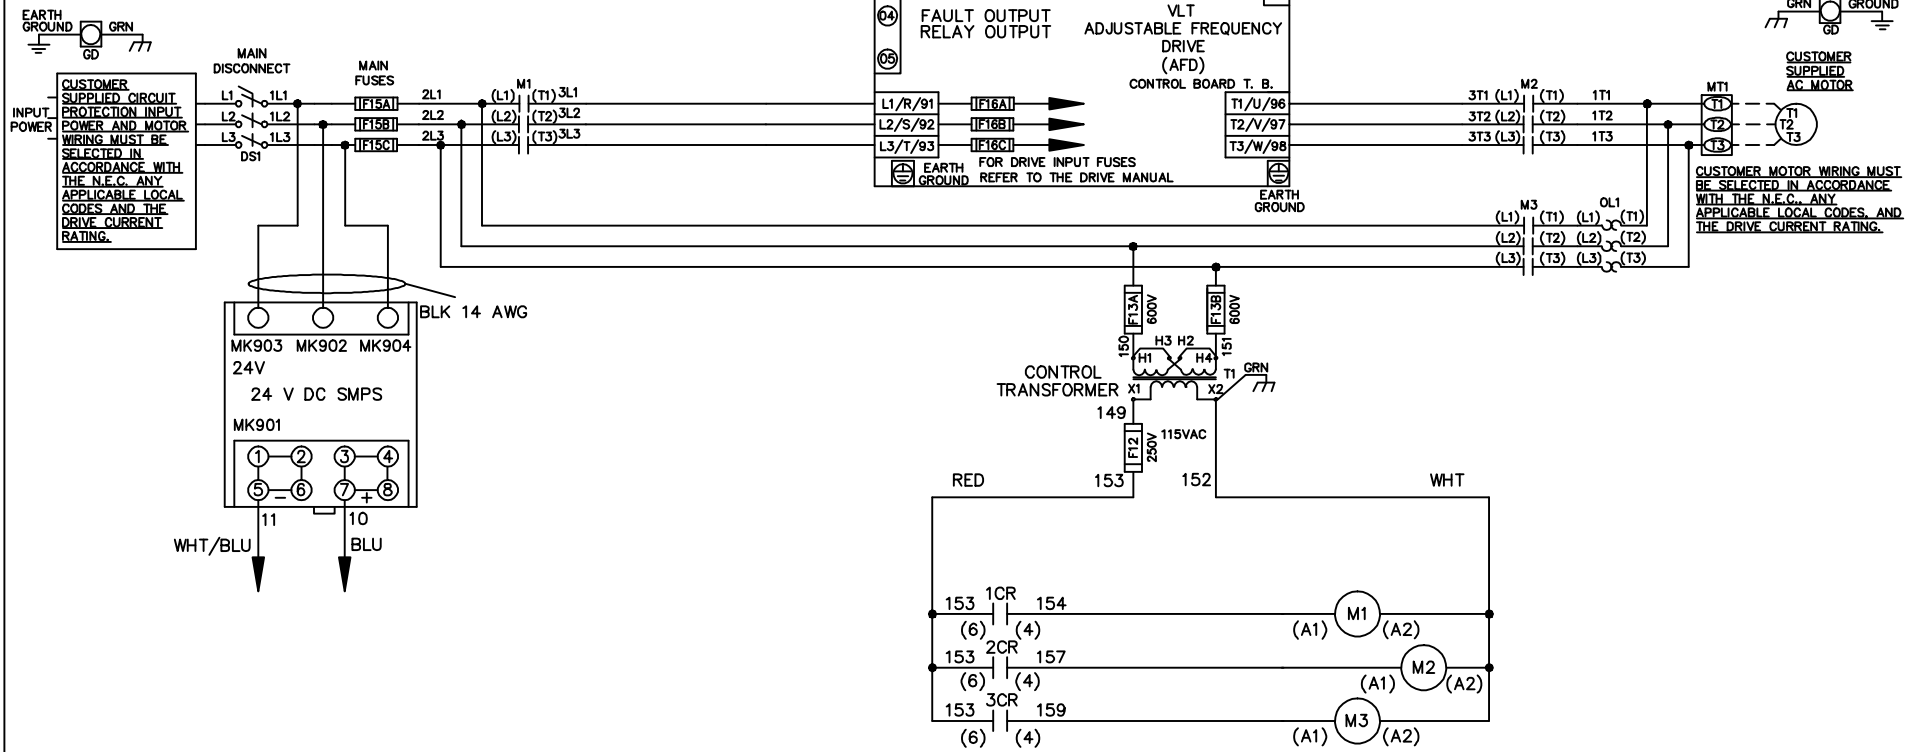 EARTH
GROUND
GRN
GD
04
FAULT OUTPUT
RELAY OUTPUT
05
VLT
ADJUSTABLE FREQUENCY
DRIVE
(AFD)
CONTROL BOARD T. B.
GRN
GROUND
GD
CUSTOMER
SUPPLIED
AC MOTOR
INPUT
POWER
CUSTOMER
SUPPLIED CIRCUIT
PROTECTION INPUT
POWER AND MOTOR
WIRING MUST BE
SELECTED IN
ACCORDANCE WITH
THE N.E.C. ANY
APPLICABLE LOCAL
CODES AND THE
DRIVE CURRENT
RATING.
MAIN
DISCONNECT
MAIN
FUSES
L1 1L1 F15A 2L1 (L1) M1 (T1) 3L1
L2 1L2 F15B 2L2 (L2) (T2) 3L2
L3 1L3 F15C 2L3 (L3) (T3) 3L3
DS1
L1/R/91 F16A T1/U/96
L2/S/92 F16B T2/V/97
L3/T/93 F16C T3/W/98
EARTH
GROUND
FOR DRIVE INPUT FUSES
REFER TO THE DRIVE MANUAL
EARTH
GROUND
M2 MT1
3T1 (L1) (T1) 1T1 T1 T1
3T2 (L2) (T2) 1T2 T2 T2
3T3 (L3) (T3) 1T3 T3 T3
CUSTOMER MOTOR WIRING MUST
BE SELECTED IN ACCORDANCE
WITH THE N.E.C., ANY
APPLICABLE LOCAL CODES, AND
THE DRIVE CURRENT RATING.
M3 OL1
(L1) (T1) (L1) (T1)
(L2) (T2) (L2) (T2)
(L3) (T3) (L3) (T3)
BLK 14 AWG
MK903 MK902 MK904
24V
24 V DC SMPS
MK901
1 2 3 4
5 - 6 7 + 8
11 10
WHT/BLU BLU
F13A 600V F13B 600V
150 H3 H2 151
H1 H4
CONTROL
TRANSFORMER
T1 GRN
X1 X2
149
F12 250V 115VAC
RED 153 152 WHT
153 1CR 154 M1
(6) (4) (A1) (A2)
153 2CR 157 M2
(6) (4) (A1) (A2)
153 3CR 159 M3
(6) (4) (A1) (A2)